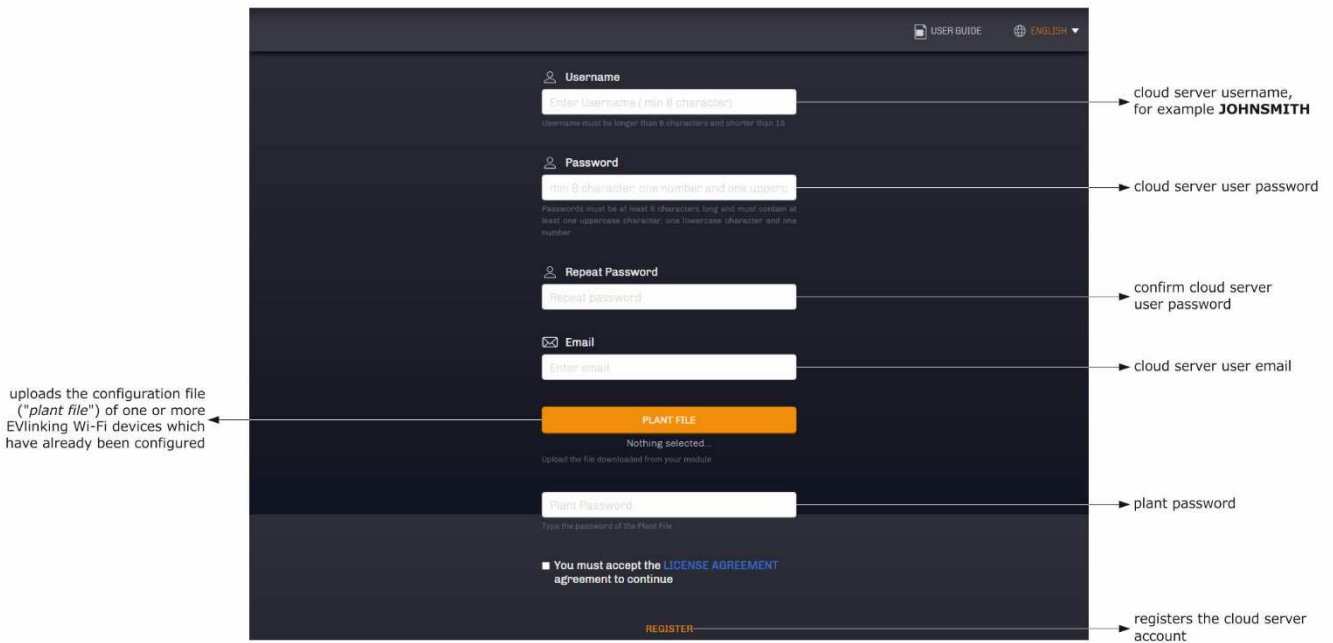 USER GUIDE
ENGLISH
Username
Enter Username ( min 6 character)
Username must be longer than 6 characters and shorter than 16
cloud server username,
for example JOHNSMITH
Password
min 8 character, one number and one upperc
Passwords must be at least 8 characters long and must contain at
least one uppercase character, one lowercase character and one
number
cloud server user password
Repeat Password
Repeat password
confirm cloud server
user password
Email
Enter email
cloud server user email
uploads the configuration file
("plant file") of one or more
EVlinking Wi-Fi devices which
have already been configured
PLANT FILE
Nothing selected...
Upload the file downloaded from your module
Plant Password
Type the password of the Plant File
plant password
You must accept the LICENSE AGREEMENT
agreement to continue
REGISTER
registers the cloud server
account